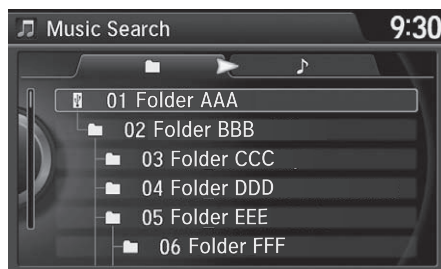 Music Search
9:30
01 Folder AAA
02 Folder BBB
03 Folder CCC
04 Folder DDD
05 Folder EEE
06 Folder FFF